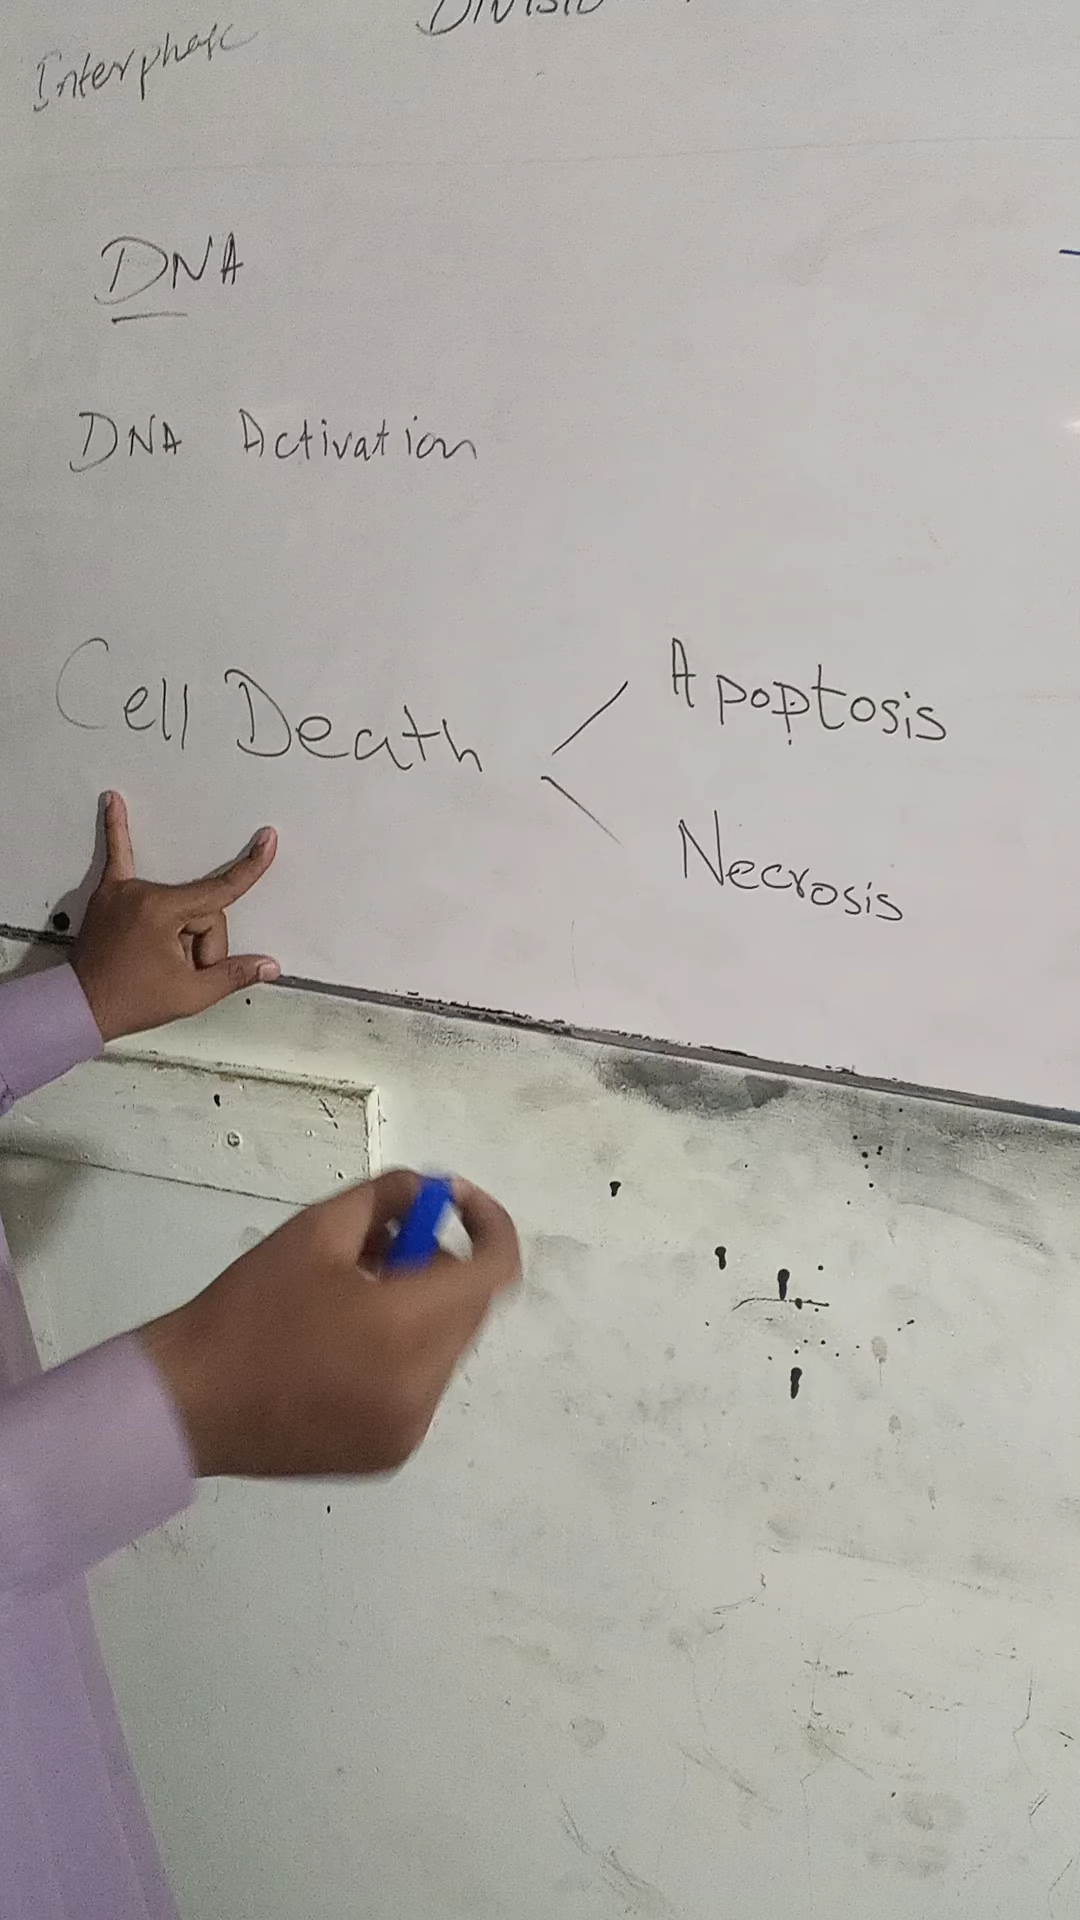 Interphase
DNA
DNA Activation
Cell Death
Apoptosis
Necrosis